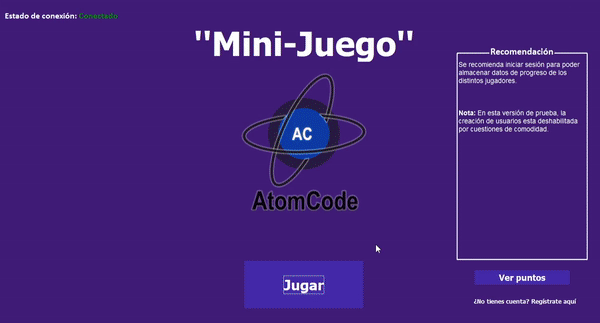 Estado de conexión: Conectado
"Mini-Juego"
Recomendación
Se recomienda iniciar sesión para poder
almacenar datos de progreso de los
distintos jugadores.
Nota: En esta versión de prueba, la
creación de usuarios esta deshabilitada
por cuestiones de comodidad.
AC
AtomCode
Jugar
Ver puntos
¿No tienes cuenta? Regístrate aquí